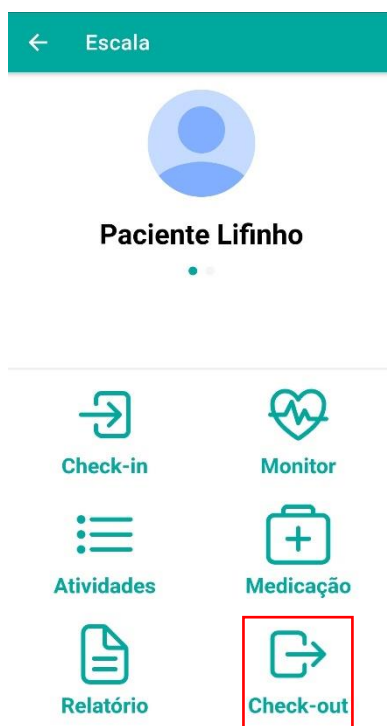 Escala
Paciente Lifinho
Check-in
Monitor
Atividades
Medicação
Relatório
Check-out